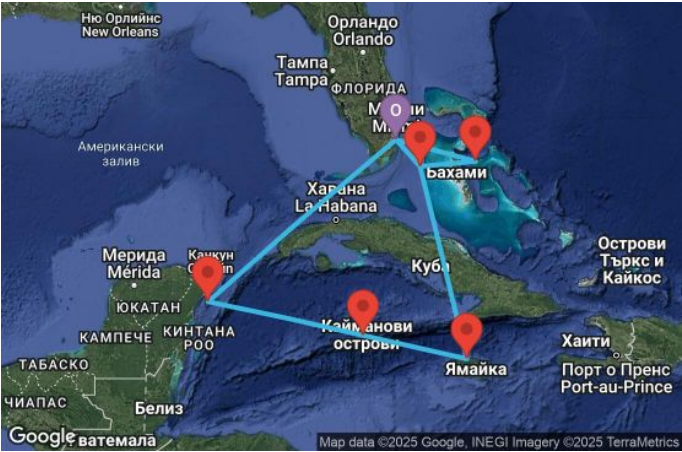 Ню Орлийнс
New Orleans
Орландо
Orlando
Тампа
Tampa
ФЛОРИДА
O
Американски
залив
Бахами
Хавана
La Habana
Мерида
Mérida
Куба
Острови
Търкс и
Кайкос
ЮКАТАН
КАМПЕЧЕ
КИНТАНА
РОО
Кайманови
острови
Хаити
ТАБАСКО
Ямайка
Порт о Пренс
Port-au-Prince
ЧИАПАС
Белиз
Google
Map data ©2025 Google, INEGI Imagery ©2025 TerraMetrics